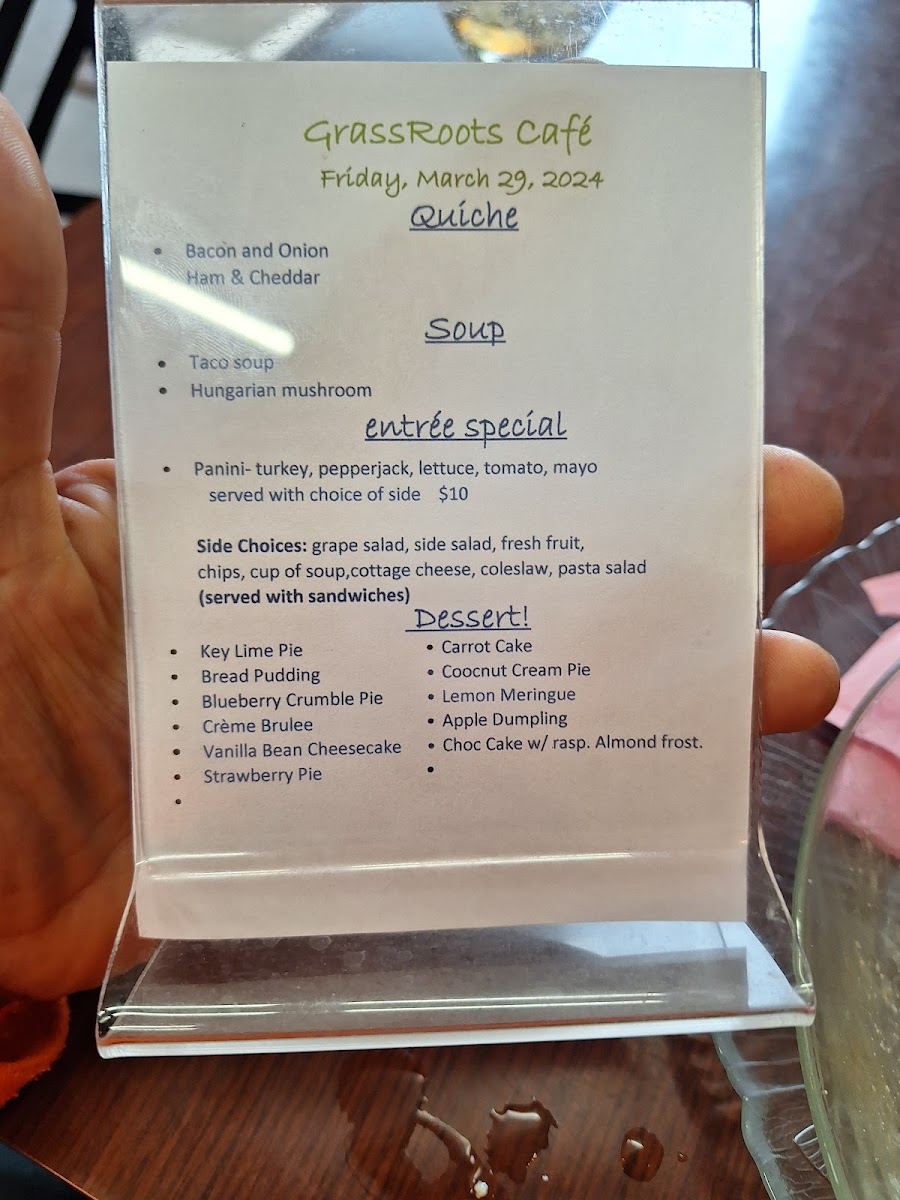 GrassRoots Café
Friday, March 29, 2024
Quiche
• Bacon and Onion
Ham & Cheddar
Soup
• Taco soup
• Hungarian mushroom
entrée special
• Panini- turkey, pepperjack, lettuce, tomato, mayo
served with choice of side $10
Side Choices: grape salad, side salad, fresh fruit,
chips, cup of soup,cottage cheese, coleslaw, pasta salad
(served with sandwiches)
Dessert!
• Key Lime Pie
• Bread Pudding
• Blueberry Crumble Pie
• Crème Brulee
• Vanilla Bean Cheesecake
• Strawberry Pie
•
• Carrot Cake
• Coocnut Cream Pie
• Lemon Meringue
• Apple Dumpling
• Choc Cake w/ rasp. Almond frost.
•